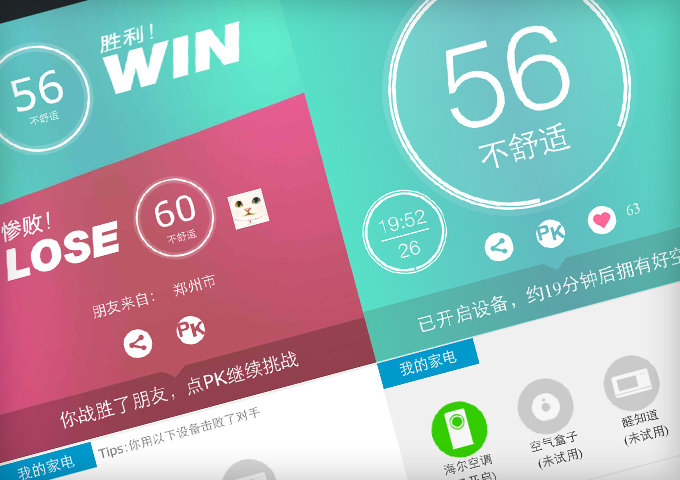 胜利!
WIN
56
不舒适
惨败!
LOSE
60
不舒适
朋友来自: 郑州市
PK
你战胜了朋友，点PK继续挑战
我的家电
Tips:你用以下设备击败了对手
56
不舒适
19:52
26
PK
63
已开启设备，约19分钟后拥有好空
我的家电
海尔空调
空气盒子
(未试用)
醛知道
(未试用)